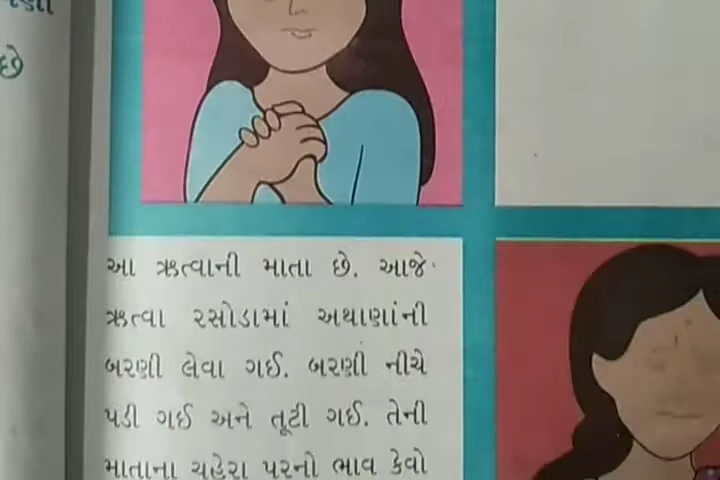 છે
આ ઋત્વાની માતા છે. આજે
ઋત્વા રસોડામાં અથાણાંની
બરણી લેવા ગઈ. બરણી નીચે
પડી ગઈ અને તૂટી ગઈ. તેની
માતાના ચહેરા પરનો ભાવ કેવો